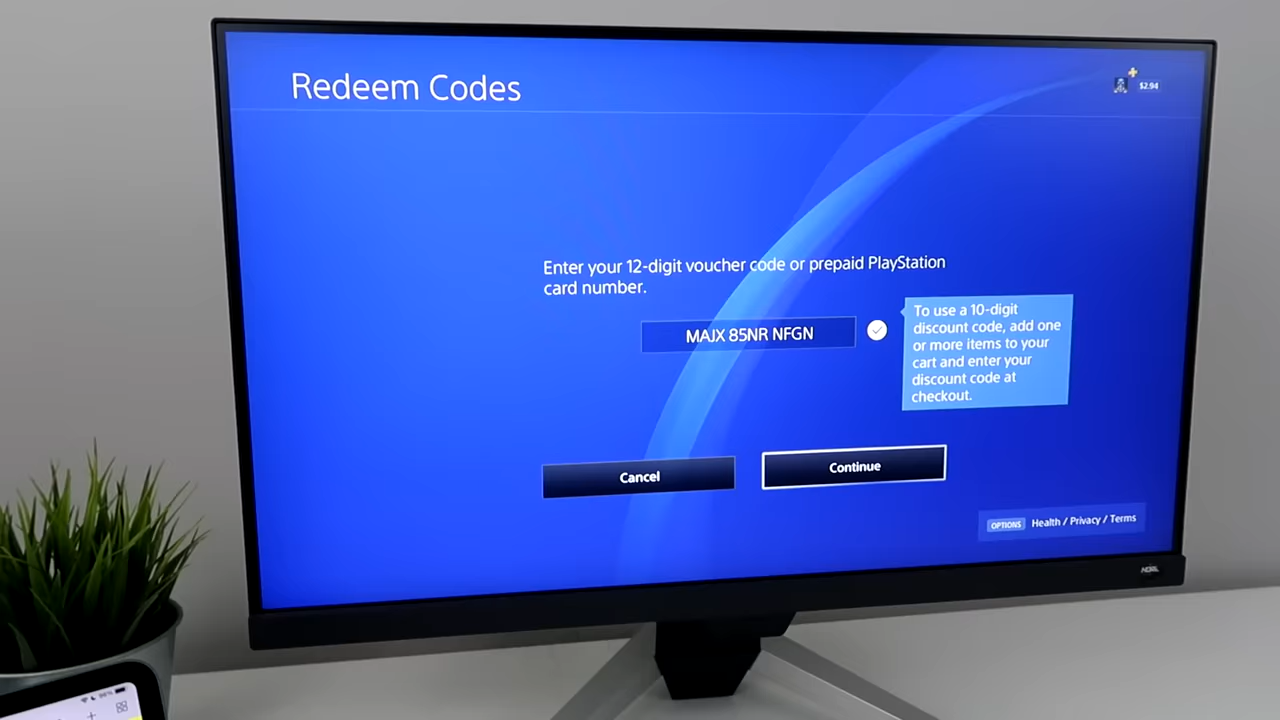 Redeem Codes
$2.94
Enter your 12-digit voucher code or prepaid PlayStation
card number.
MAJX 85NR NFGN
To use a 10-digit
discount code, add one
or more items to your
cart and enter your
discount code at
checkout.
Cancel
Continue
OPTIONS Health / Privacy / Terms